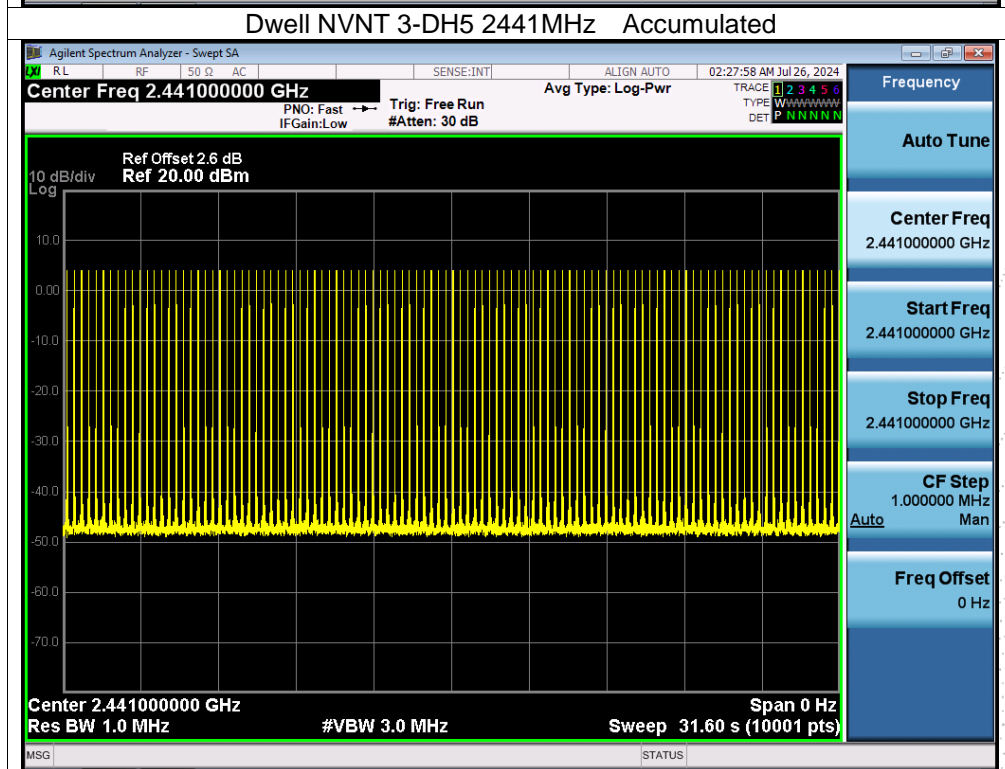 Dwell NVNT 3-DH5 2441MHz Accumulated
Agilent Spectrum Analyzer - Swept SA
LXI RL RF 50 Ω AC SENSE:INT ALIGN AUTO 02:27:58 AM Jul 26, 2024
Center Freq 2.441000000 GHz
PNO: Fast
IFGain:Low
Trig: Free Run
#Atten: 30 dB
Avg Type: Log-Pwr
TRACE 1 2 3 4 5 6
TYPE WWWWWWW
DET P N N N N N
Ref Offset 2.6 dB
10 dB/div Ref 20.00 dBm
Log
10.0
0.00
-10.0
-20.0
-30.0
-40.0
-50.0
-60.0
-70.0
Center 2.441000000 GHz Span 0 Hz
Res BW 1.0 MHz #VBW 3.0 MHz Sweep 31.60 s (10001 pts)
MSG STATUS
Frequency
Auto Tune
Center Freq
2.441000000 GHz
Start Freq
2.441000000 GHz
Stop Freq
2.441000000 GHz
CF Step
1.000000 MHz
Auto Man
Freq Offset
0 Hz